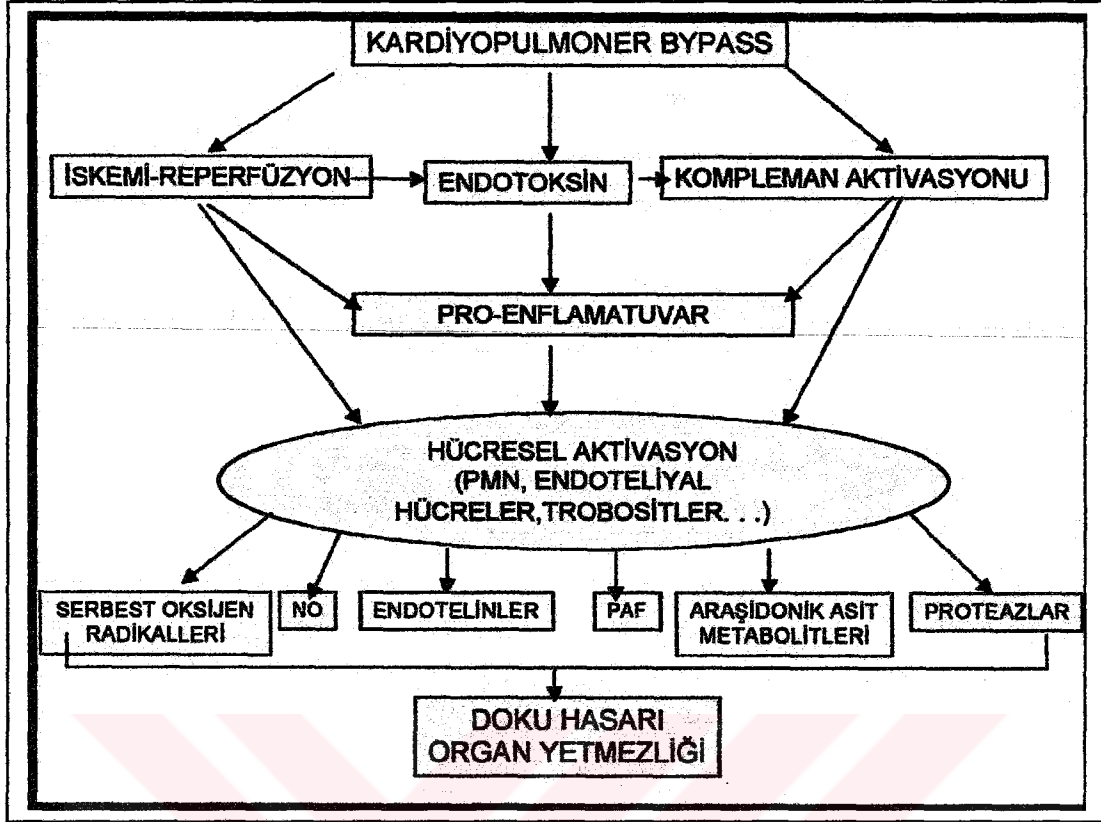 KARDİYOPULMONER BYPASS
İSKEMİ-REPERFÜZYON
ENDOTOKSİN
KOMPLEMAN AKTİVASYONU
PRO-ENFLAMATUVAR
HÜCRESEL AKTİVASYON
(PMN, ENDOTELİYAL
HÜCRELER,TROBOSİTLER. . .)
SERBEST OKSİJEN
RADİKALLERİ
NO
ENDOTELİNLER
PAF
ARAŞİDONİK ASİT
METABOLİTLERİ
PROTEAZLAR
DOKU HASARI
ORGAN YETMEZLİĞİ